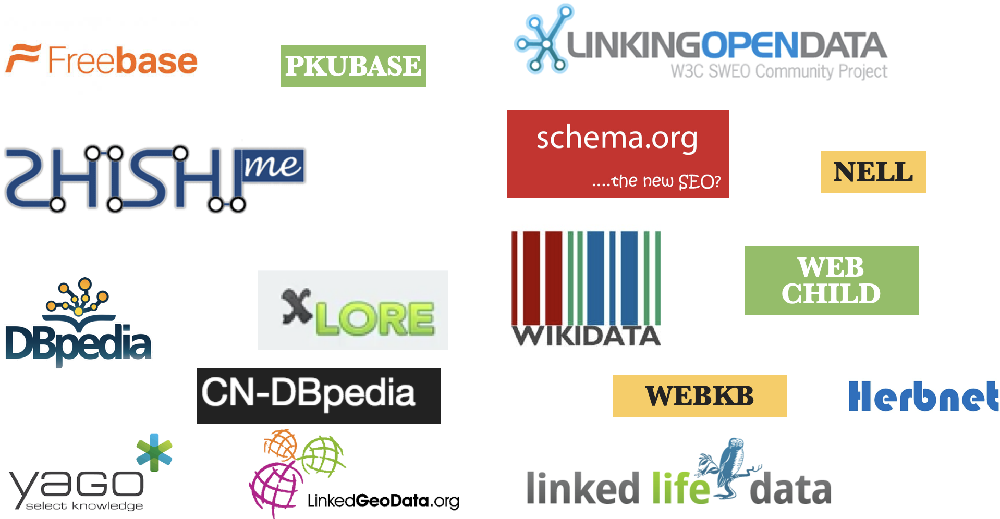 Freebase
PKUBASE
LINKINGOPENDATA
W3C SWEO Community Project
ZHISHI me
schema.org
....the new SEO?
NELL
DBpedia
XLORE
WIKIDATA
WEB
CHILD
CN-DBpedia
WEBKB
Herbnet
yago
select knowledge
LinkedGeoData.org
linked life data